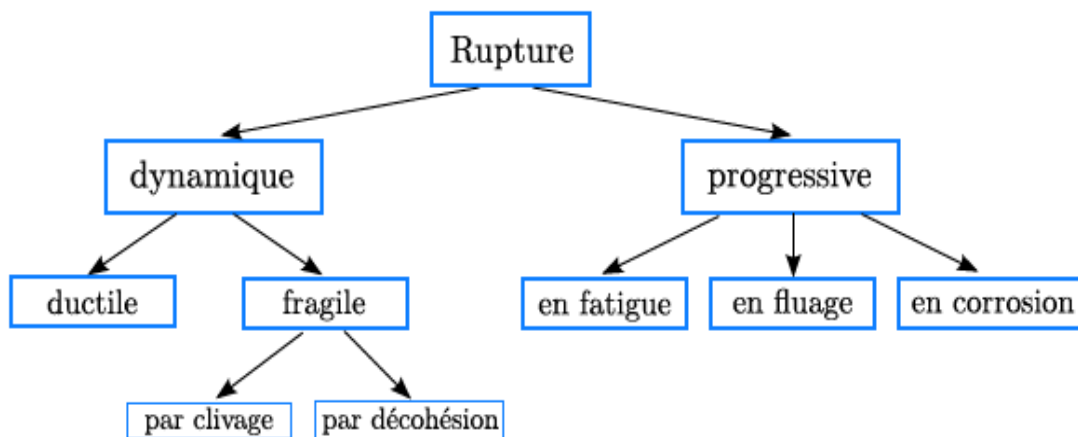 Rupture
dynamique
progressive
ductile
fragile
en fatigue
en fluage
en corrosion
par clivage
par décohésion